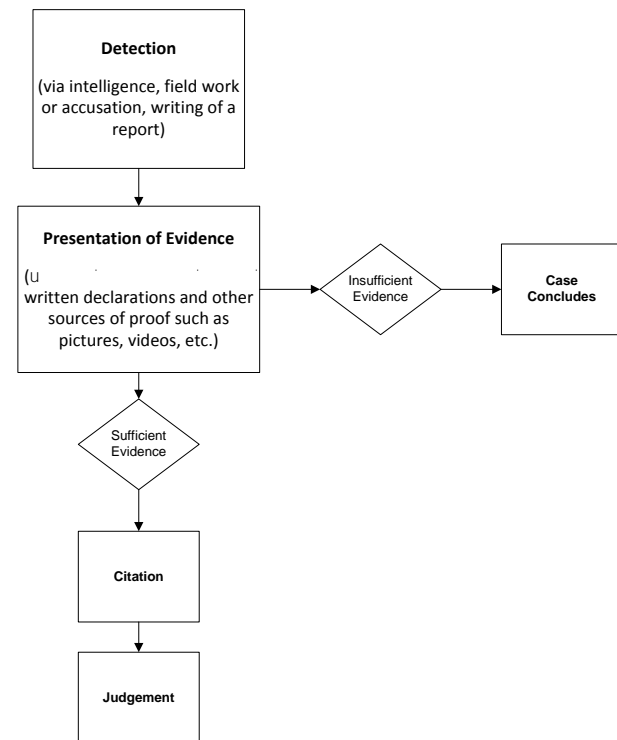 Detection
(via intelligence, field work
or accusation, writing of a
report)
Presentation of Evidence
(u
written declarations and other
sources of proof such as
pictures, videos, etc.)
Insufficient
Evidence
Case
Concludes
Sufficient
Evidence
Citation
Judgement